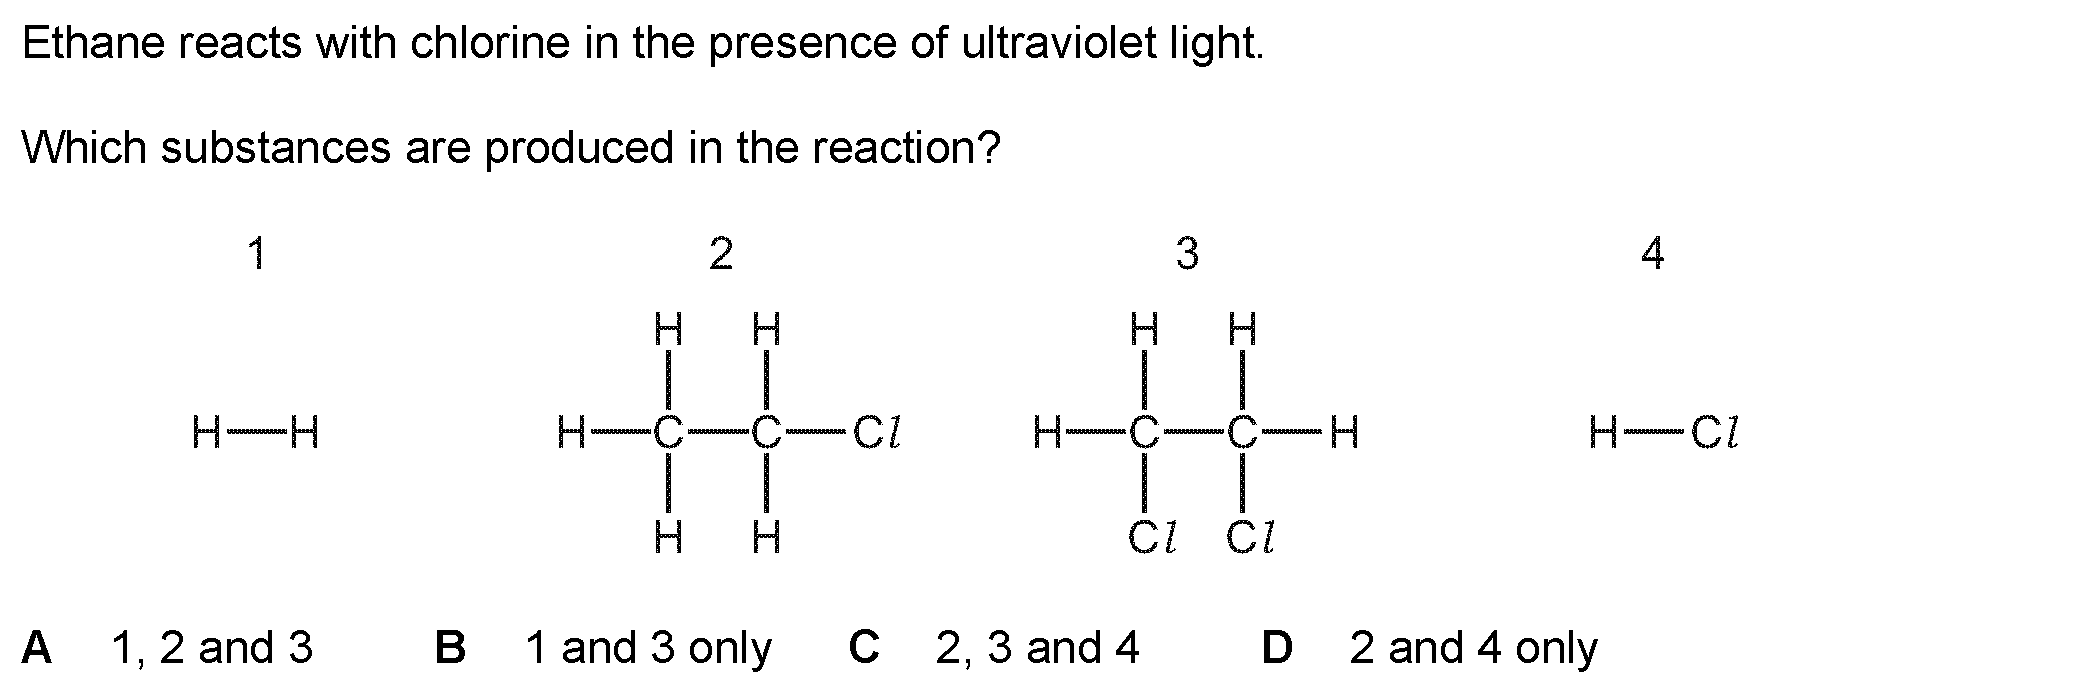 Ethane reacts with chlorine in the presence of ultraviolet light.
Which substances are produced in the reaction?
1 2 3 4
H H H H
H—H H—C—C—Cl H—C—C—H H—Cl
H H Cl Cl
A 1, 2 and 3 B 1 and 3 only C 2, 3 and 4 D 2 and 4 only